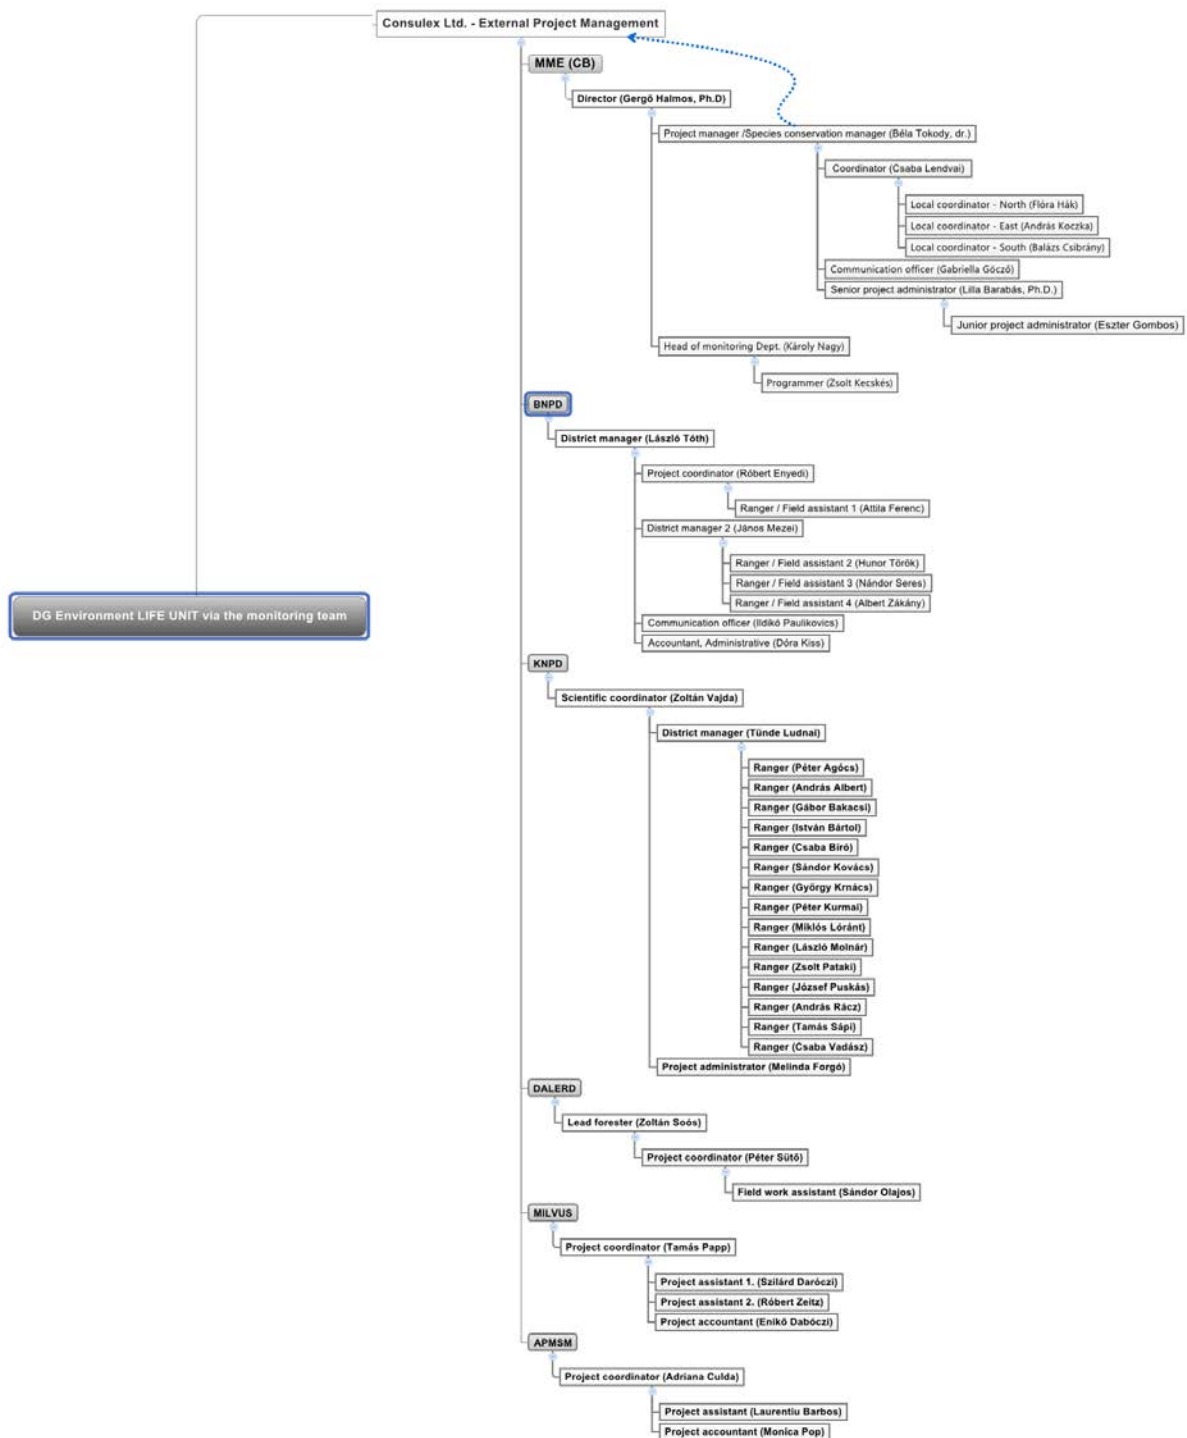 Consulex Ltd. - External Project Management
MME (CB)
Director (Gergő Halmos, Ph.D)
Project manager /Species conservation manager (Béla Tokody, dr.)
Coordinator (Csaba Lendvai)
Local coordinator - North (Flóra Hák)
Local coordinator - East (András Koczka)
Local coordinator - South (Balázs Csibrány)
Communication officer (Gabriella Göczó)
Senior project administrator (Lilla Barabás, Ph.D.)
Junior project administrator (Eszter Gombos)
Head of monitoring Dept. (Károly Nagy)
Programmer (Zsolt Kecskés)
BNPD
District manager (László Tóth)
Project coordinator (Róbert Enyedi)
Ranger / Field assistant 1 (Attila Ferenc)
District manager 2 (János Mezei)
Ranger / Field assistant 2 (Hunor Török)
Ranger / Field assistant 3 (Nándor Seres)
Ranger / Field assistant 4 (Albert Zákány)
DG Environment LIFE UNIT via the monitoring team
Communication officer (Ildikó Paulikovics)
Accountant, Administrative (Dóra Kiss)
KNPD
Scientific coordinator (Zoltán Vajda)
District manager (Tünde Ludnai)
Ranger (Péter Agócs)
Ranger (András Albert)
Ranger (Gábor Bakacsi)
Ranger (István Bártol)
Ranger (Csaba Bíró)
Ranger (Sándor Kovács)
Ranger (György Krnács)
Ranger (Péter Kurmai)
Ranger (Miklós Lóránt)
Ranger (László Molnár)
Ranger (Zsolt Pataki)
Ranger (József Puskás)
Ranger (András Rácz)
Ranger (Tamás Sápi)
Ranger (Csaba Vadász)
Project administrator (Melinda Forgó)
DALERD
Lead forester (Zoltán Soós)
Project coordinator (Péter Sütő)
Field work assistant (Sándor Olajos)
MILVUS
Project coordinator (Tamás Papp)
Project assistant 1. (Szilárd Daróczi)
Project assistant 2. (Róbert Zeitz)
Project accountant (Enikő Dabóczi)
APMSM
Project coordinator (Adriana Culda)
Project assistant (Laurentiu Barbos)
Project accountant (Monica Pop)